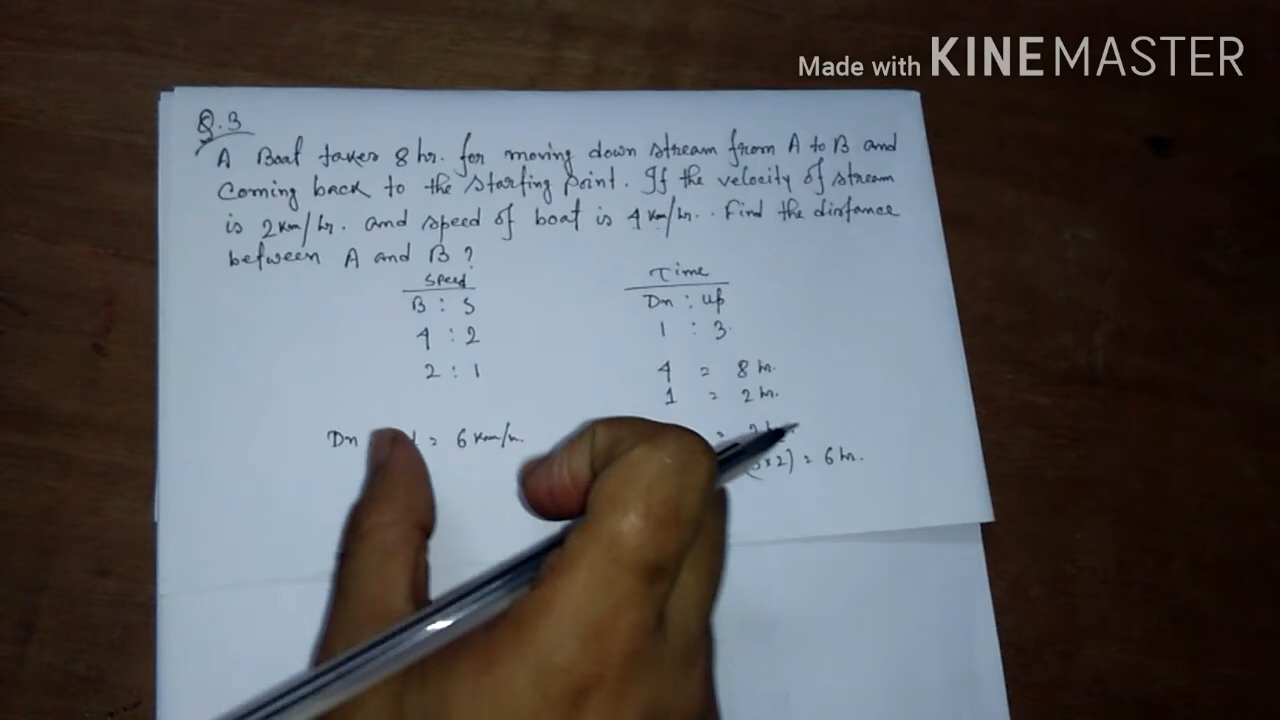 Made with KINEMASTER
Q.3
A Boat takes 8 hr. for moving down stream from A to B and
Coming back to the starting point. If the velocity of stream
is 2 km/hr. and speed of boat is 4 km/hr. Find the distance
between A and B ?
Speed
B : S
4 : 2
2 : 1
Time
Dn : up
1 : 3
4 = 8 hr.
1 = 2 hr.
= 2 hr.
(3×2) = 6 hr.
Dn = 6 km/h.